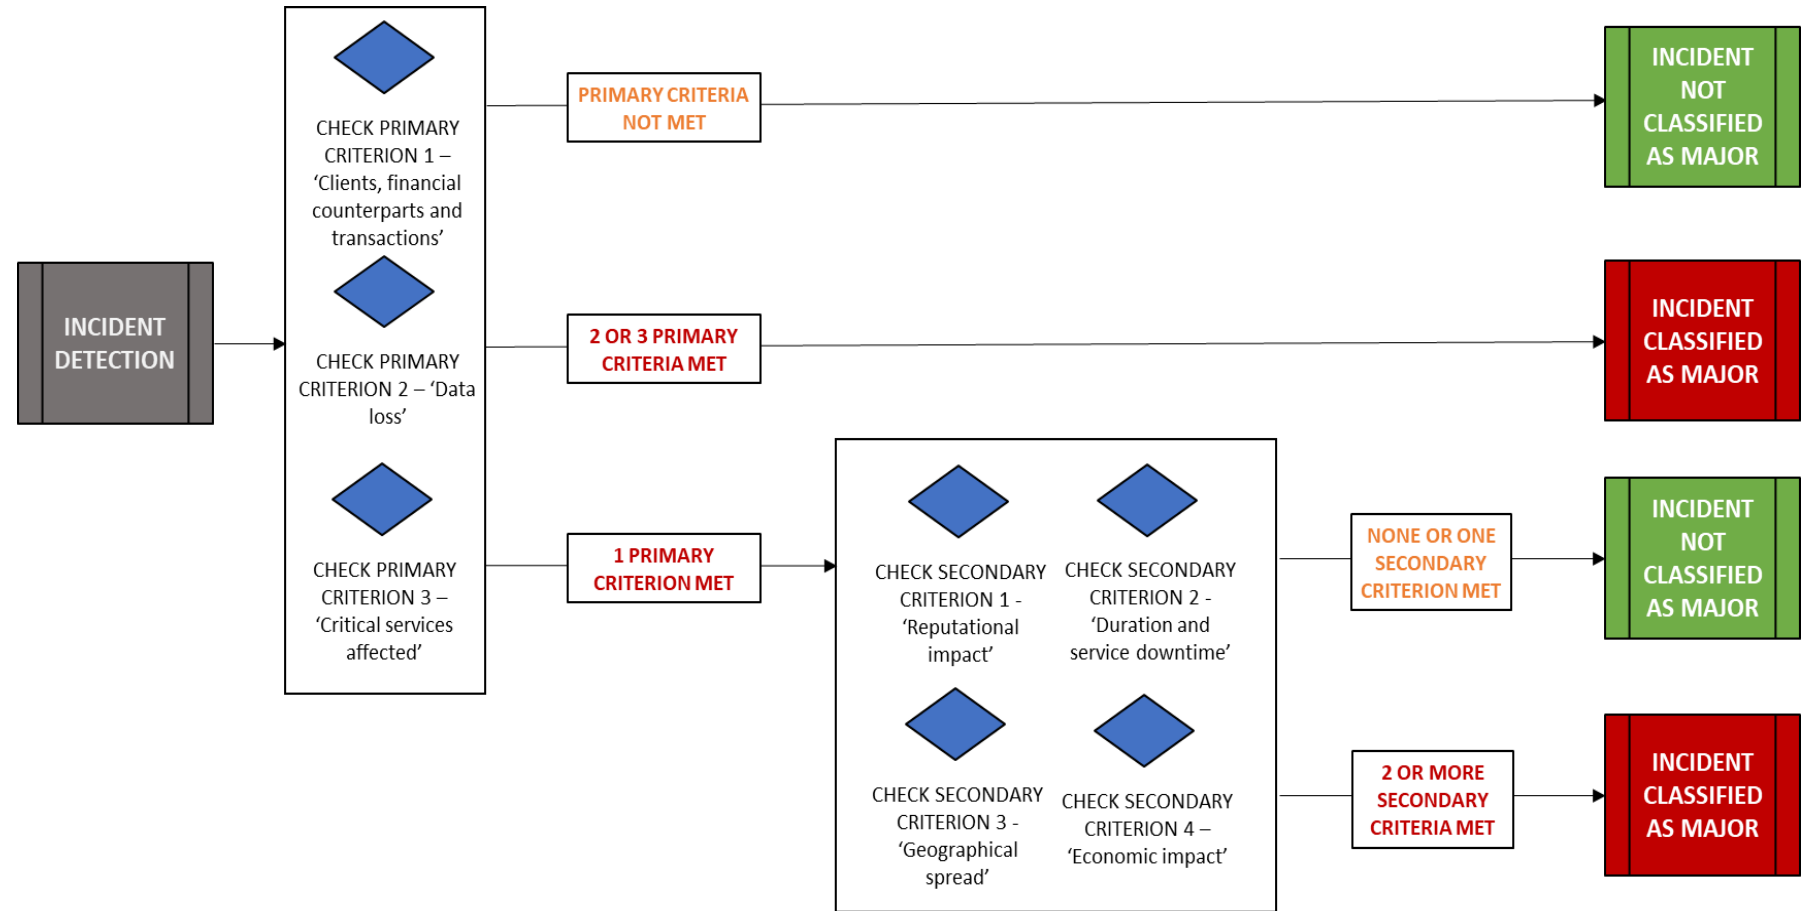 INCIDENT
DETECTION
CHECK PRIMARY
CRITERION 1 –
‘Clients, financial
counterparts and
transactions’
CHECK PRIMARY
CRITERION 2 – ‘Data
loss’
CHECK PRIMARY
CRITERION 3 –
‘Critical services
affected’
PRIMARY CRITERIA
NOT MET
INCIDENT
NOT
CLASSIFIED
AS MAJOR
2 OR 3 PRIMARY
CRITERIA MET
INCIDENT
CLASSIFIED
AS MAJOR
1 PRIMARY
CRITERION MET
CHECK SECONDARY
CRITERION 1 -
‘Reputational
impact’
CHECK SECONDARY
CRITERION 2 -
‘Duration and
service downtime’
CHECK SECONDARY
CRITERION 3 -
‘Geographical
spread’
CHECK SECONDARY
CRITERION 4 –
‘Economic impact’
NONE OR ONE
SECONDARY
CRITERION MET
INCIDENT
NOT
CLASSIFIED
AS MAJOR
2 OR MORE
SECONDARY
CRITERIA MET
INCIDENT
CLASSIFIED
AS MAJOR